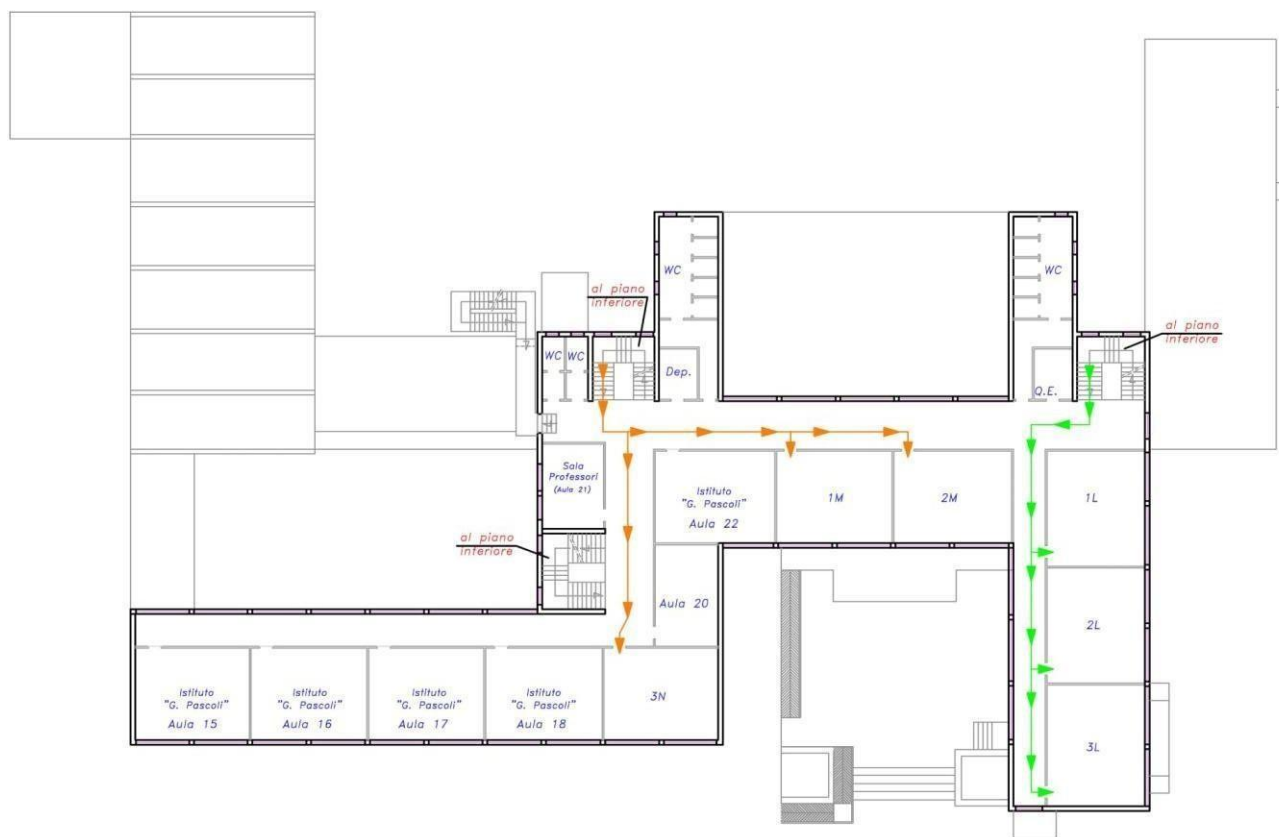 WC
WC
al piano
inferiore
al piano
inferiore
WC
WC
Dep.
Q.E.
Sala
Professori
(Aula 21)
Istituto
"G. Pascoli"
Aula 22
1M
2M
1L
al piano
inferiore
Aula 20
2L
Istituto
"G. Pascoli"
Aula 15
Istituto
"G. Pascoli"
Aula 16
Istituto
"G. Pascoli"
Aula 17
Istituto
"G. Pascoli"
Aula 18
3N
3L